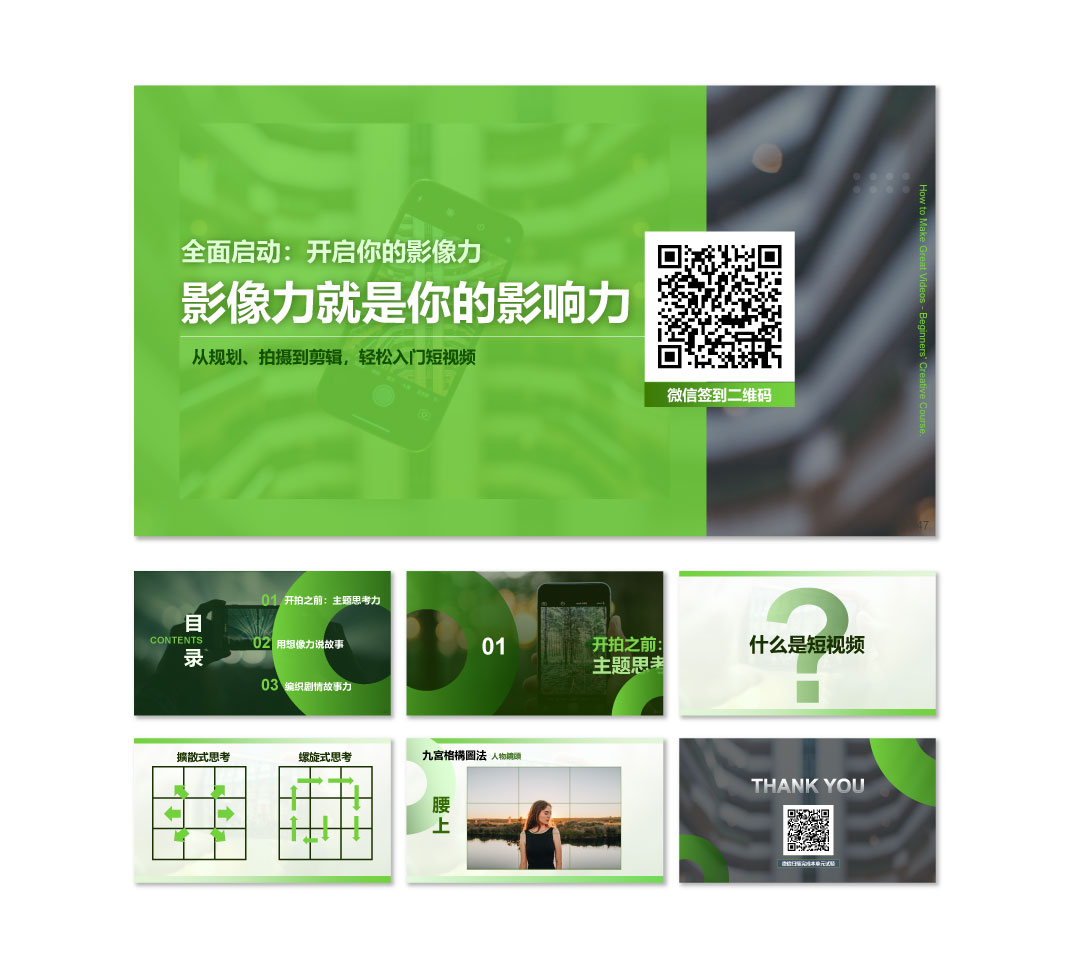 全面启动：开启你的影像力
影像力就是你的影响力
从规划、拍摄到剪辑，轻松入门短视频
微信签到二维码
How to Make Great Videos - Beginners' Creative Course.
47
目录
CONTENTS
01 开拍之前：主题思考力
02 用想像力说故事
03 编织剧情故事力
01
开拍之前：
主题思考
?
什么是短视频
擴散式思考
螺旋式思考
九宮格構圖法 人物鏡頭
腰上
THANK YOU